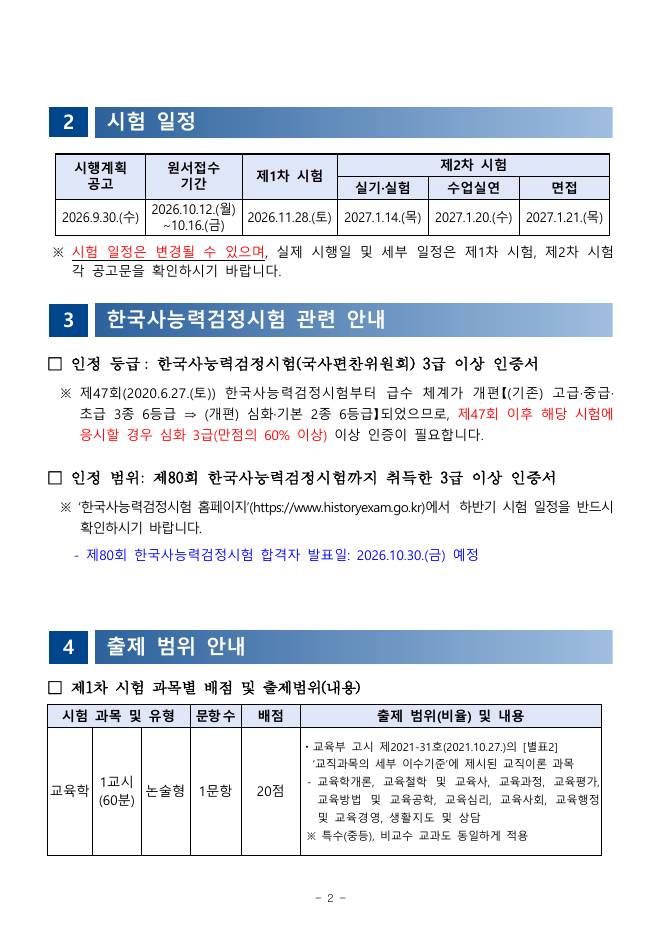 2 시험 일정
시행계획 공고 | 원서접수 기간 | 제1차 시험 | 제2차 시험
실기·실험 | 수업실연 | 면접
2026.9.30.(수) | 2026.10.12.(월) ~10.16.(금) | 2026.11.28.(토) | 2027.1.14.(목) | 2027.1.20.(수) | 2027.1.21.(목)
※ 시험 일정은 변경될 수 있으며, 실제 시행일 및 세부 일정은 제1차 시험, 제2차 시험
각 공고문을 확인하시기 바랍니다.
3 한국사능력검정시험 관련 안내
□ 인정 등급 : 한국사능력검정시험(국사편찬위원회) 3급 이상 인증서
※ 제47회(2020.6.27.(토)) 한국사능력검정시험부터 급수 체계가 개편【(기존) 고급·중급·
초급 3종 6등급 ⇒ (개편) 심화·기본 2종 6등급】되었으므로, 제47회 이후 해당 시험에
응시할 경우 심화 3급(만점의 60% 이상) 이상 인증이 필요합니다.
□ 인정 범위: 제80회 한국사능력검정시험까지 취득한 3급 이상 인증서
※ '한국사능력검정시험 홈페이지'(https://www.historyexam.go.kr)에서 하반기 시험 일정을 반드시
확인하시기 바랍니다.
- 제80회 한국사능력검정시험 합격자 발표일: 2026.10.30.(금) 예정
4 출제 범위 안내
□ 제1차 시험 과목별 배점 및 출제범위(내용)
시험 과목 및 유형 | 문항수 | 배점 | 출제 범위(비율) 및 내용
교육학 | 1교시 (60분) | 논술형 | 1문항 | 20점
· 교육부 고시 제2021-31호(2021.10.27.)의 [별표2]
'교직과목의 세부 이수기준'에 제시된 교직이론 과목
- 교육학개론, 교육철학 및 교육사, 교육과정, 교육평가,
교육방법 및 교육공학, 교육심리, 교육사회, 교육행정
및 교육경영, 생활지도 및 상담
※ 특수(중등), 비교수 교과도 동일하게 적용
- 2 -